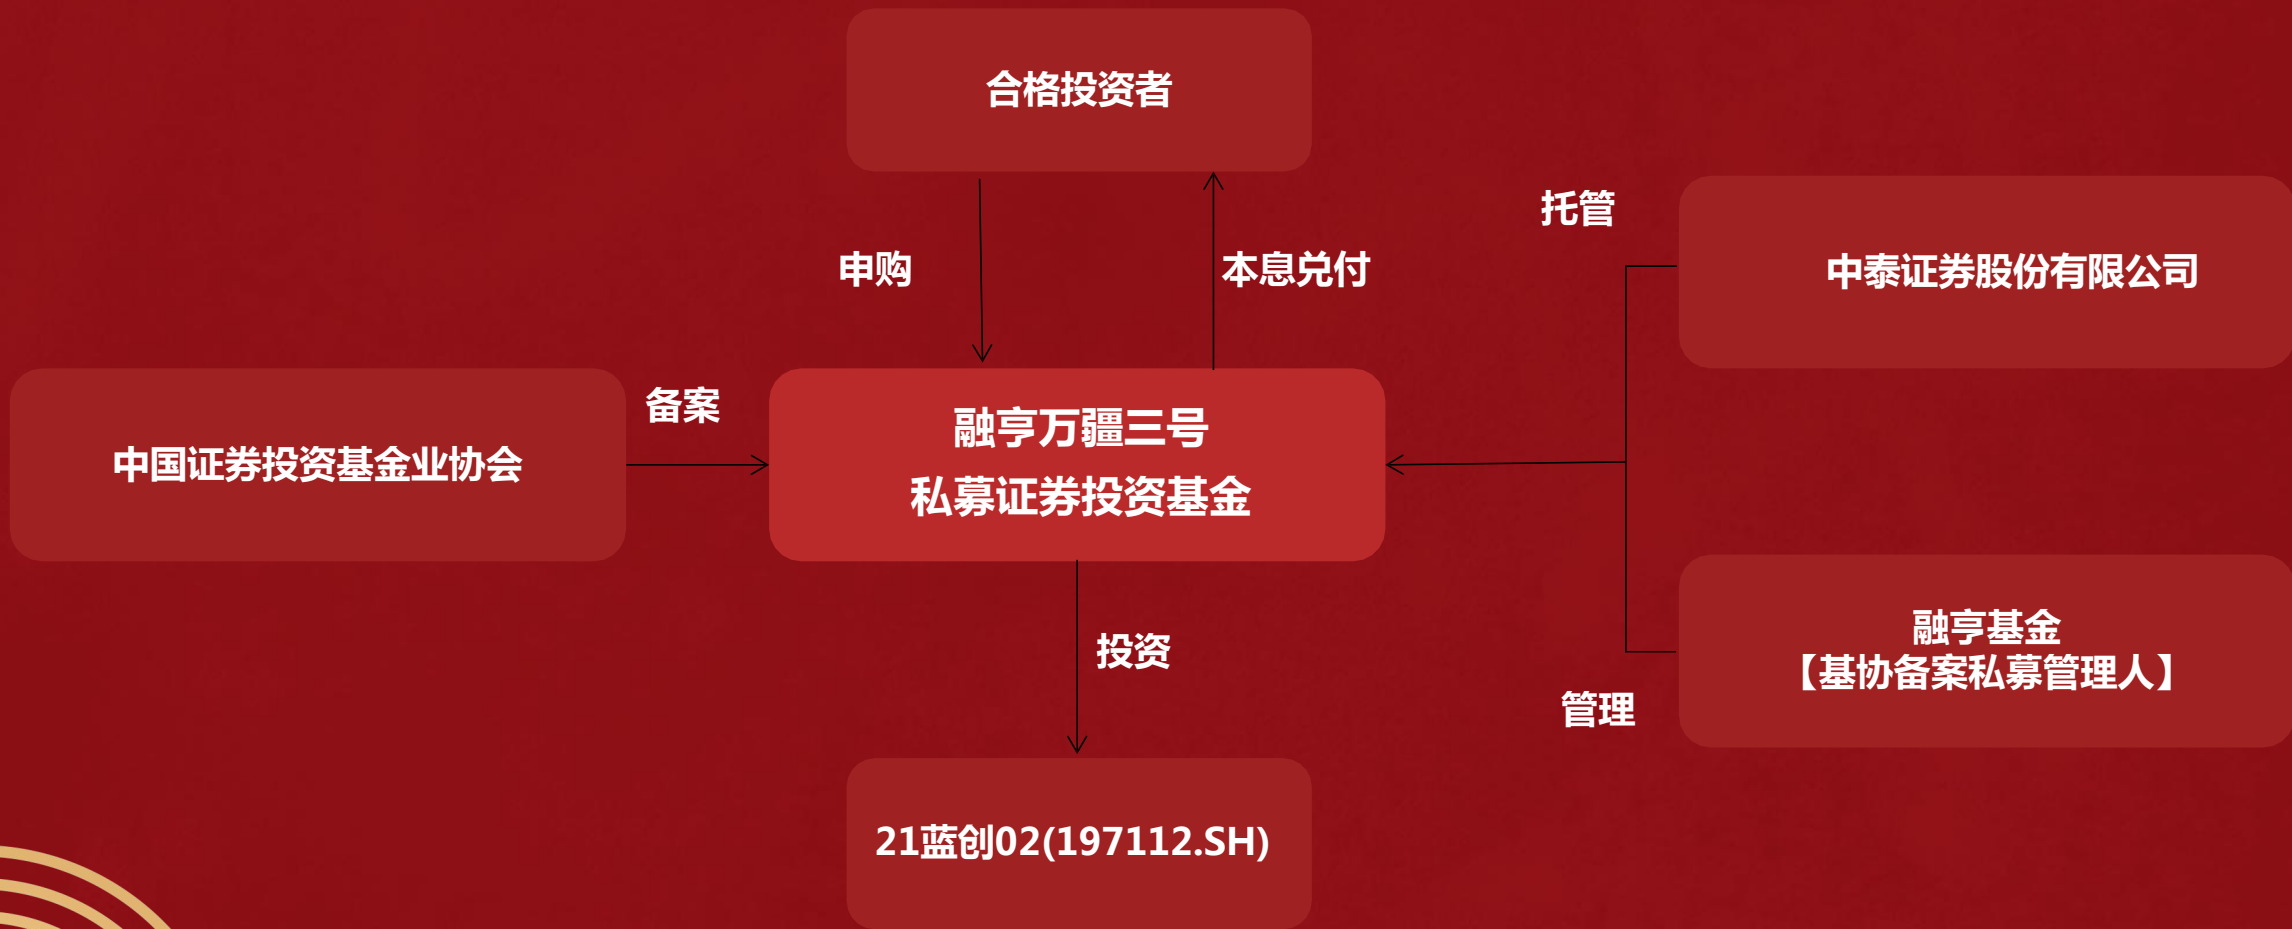 合格投资者
托管
申购
本息兑付
中泰证券股份有限公司
备案
融亨万疆三号
私募证券投资基金
中国证券投资基金业协会
投资
融亨基金
【基协备案私募管理人】
管理
21蓝创02(197112.SH)